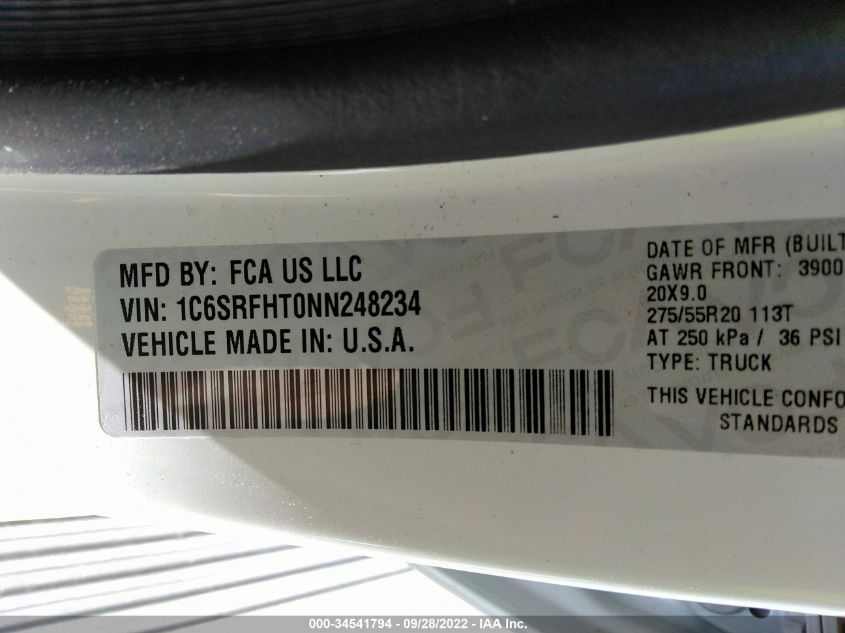 MFD BY: FCA US LLC
VIN: 1C6SRFHT0NN248234
VEHICLE MADE IN: U.S.A.
DATE OF MFR (BUILT
GAWR FRONT: 3900
20X9.0
275/55R20 113T
AT 250 kPa / 36 PSI
TYPE: TRUCK
THIS VEHICLE CONFO
STANDARDS
000-34541794 - 09/28/2022 - IAA Inc.